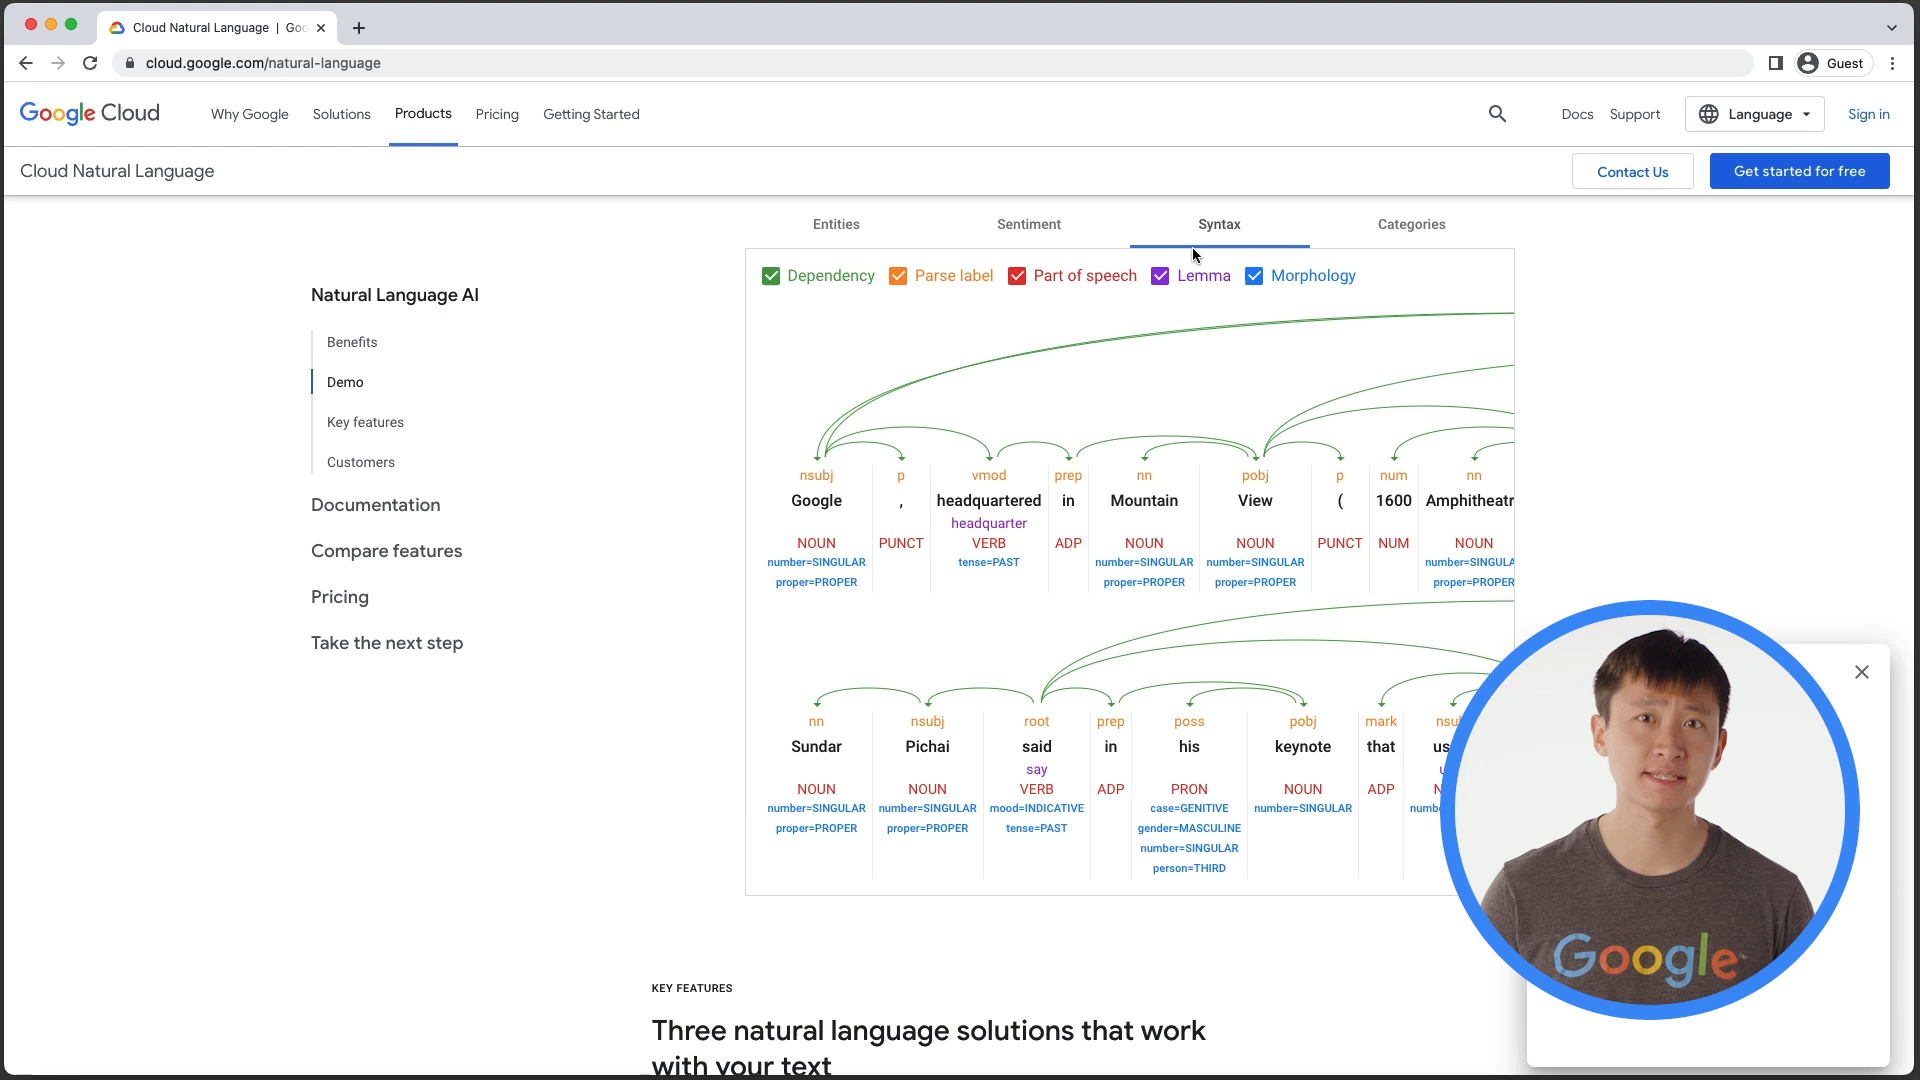 Cloud Natural Language | Goo
cloud.google.com/natural-language
Guest
Google Cloud
Why Google
Solutions
Products
Pricing
Getting Started
Docs
Support
Language
Sign in
Cloud Natural Language
Contact Us
Get started for free
Entities
Sentiment
Syntax
Categories
Natural Language AI
Benefits
Demo
Key features
Customers
Documentation
Compare features
Pricing
Take the next step
Dependency
Parse label
Part of speech
Lemma
Morphology
nsubj p vmod prep nn pobj p num nn
Google , headquartered in Mountain View ( 1600 Amphitheatr
headquarter
NOUN PUNCT VERB ADP NOUN NOUN PUNCT NUM NOUN
number=SINGULAR tense=PAST number=SINGULAR number=SINGULAR number=SINGULA
proper=PROPER proper=PROPER proper=PROPER proper=PROPER
nn nsubj root prep poss pobj mark nsu
Sundar Pichai said in his keynote that us
say
NOUN NOUN VERB ADP PRON NOUN ADP N
number=SINGULAR number=SINGULAR mood=INDICATIVE case=GENITIVE number=SINGULAR numbe
proper=PROPER proper=PROPER tense=PAST gender=MASCULINE
number=SINGULAR
person=THIRD
Google
KEY FEATURES
Three natural language solutions that work
with your text